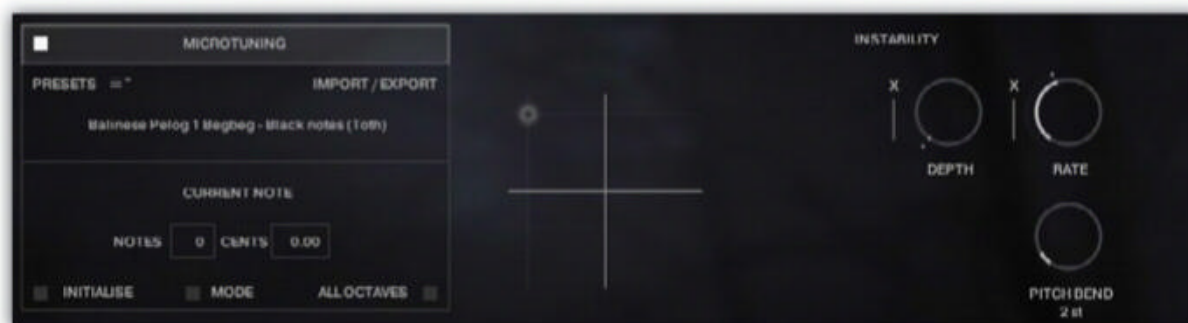 MICROTUNING
PRESETS IMPORT / EXPORT
Balinese Pelog 1 Begbeg - Black notes (Toth)
CURRENT NOTE
NOTES 0 CENTS 0.00
INITIALISE MODE ALL OCTAVES
INSTABILITY
X X
DEPTH RATE
PITCH BEND
2 st